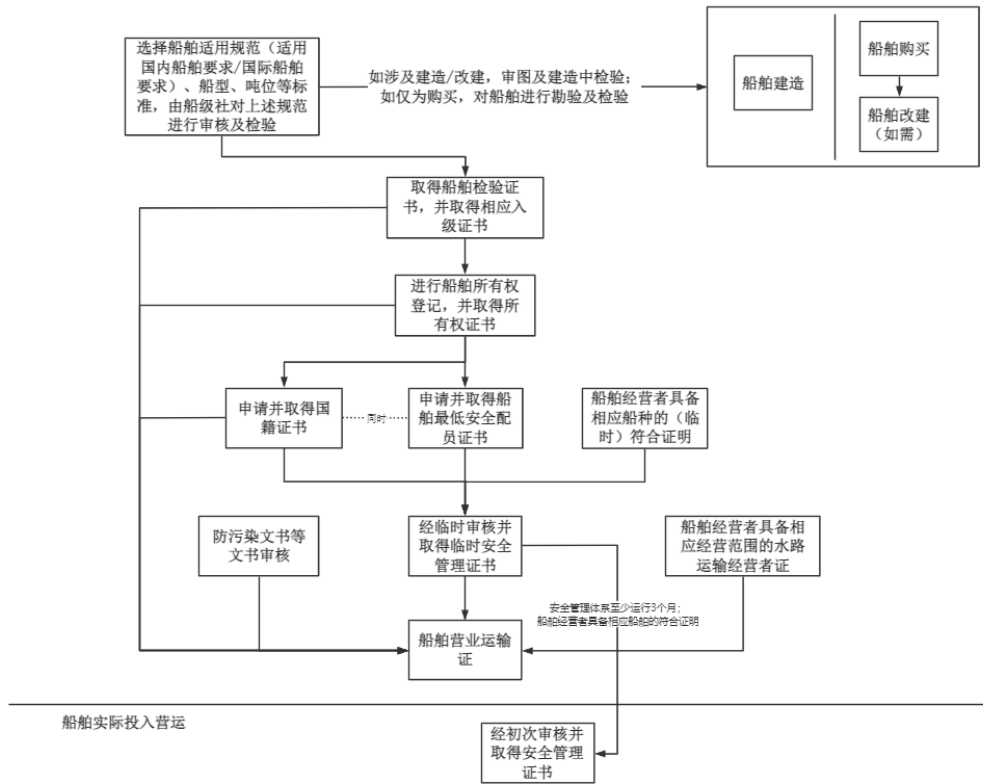 选择船舶适用规范（适用
国内船舶要求/国际船舶
要求）、船型、吨位等标
准，由船级社对上述规范
进行审核及检验
如涉及建造/改建，审图及建造中检验；
如仅为购买，对船舶进行勘验及检验
船舶建造
船舶购买
船舶改建
（如需）
取得船舶检验证
书，并取得相应入
级证书
进行船舶所有权
登记，并取得所
有权证书
申请并取得国
籍证书
同时
申请并取得船
舶最低安全配
员证书
船舶经营者具备
相应船种的（临
时）符合证明
防污染文书等
文书审核
经临时审核并
取得临时安全
管理证书
船舶经营者具备相
应经营范围的水路
运输经营者证
安全管理体系至少运行3个月；
船舶经营者具备相应船舶的符合证明
船舶营业运输
证
船舶实际投入营运
经初次审核并
取得安全管理
证书